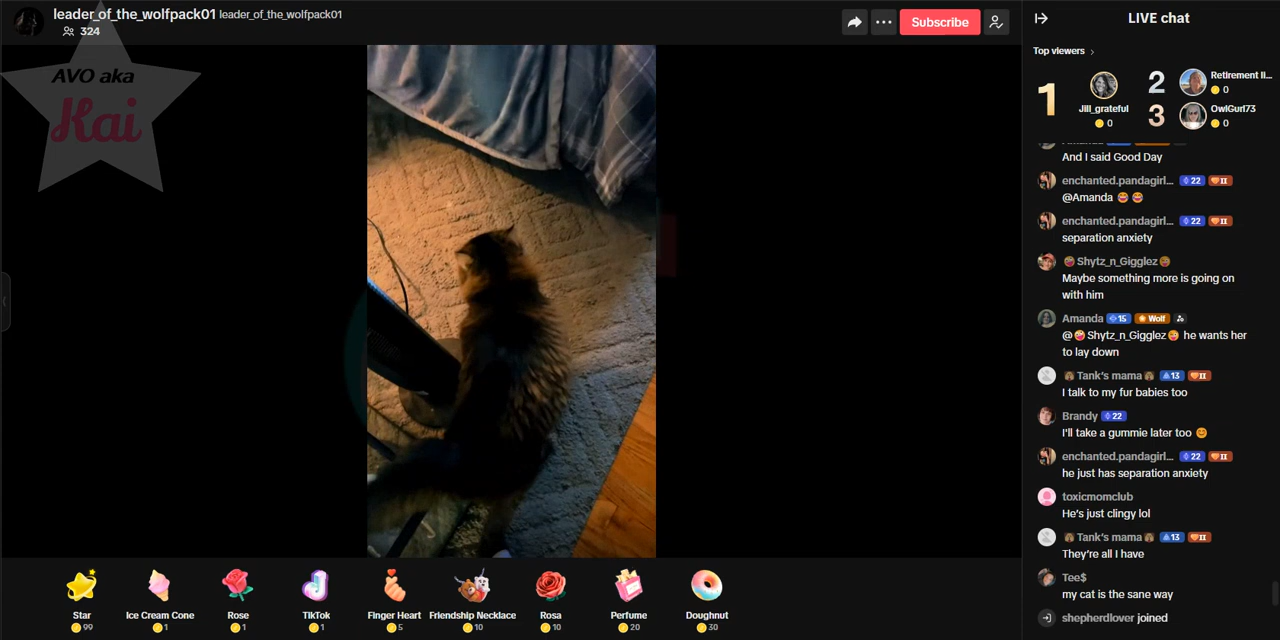 leader_of_the_wolfpack01 leader_of_the_wolfpack01
324
Subscribe
AVO aka
Kai
Star
99
Ice Cream Cone
1
Rose
1
TikTok
1
Finger Heart
5
Friendship Necklace
10
Rosa
10
Perfume
20
Doughnut
30
LIVE chat
Top viewers
1
Jill_grateful
0
2
Retirement li...
0
3
OwlGurl73
0
And I said Good Day
enchanted.pandagirl... 22 II
@Amanda
enchanted.pandagirl... 22 II
separation anxiety
Shytz_n_Gigglez
Maybe something more is going on
with him
Amanda 15 Wolf
@Shytz_n_Gigglez he wants her
to lay down
Tank's mama 13 II
I talk to my fur babies too
Brandy 22
I'll take a gummie later too
enchanted.pandagirl... 22 II
he just has separation anxiety
toxicmomclub
He's just clingy lol
Tank's mama 13 II
They're all I have
Tee$
my cat is the sane way
shepherdlover joined